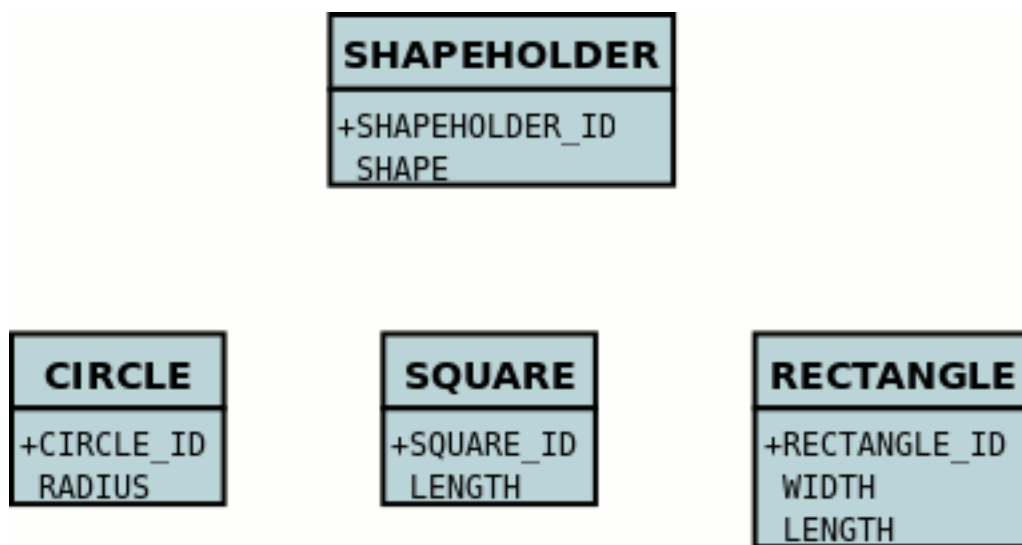 SHAPEHOLDER
+SHAPEHOLDER_ID
SHAPE
CIRCLE
+CIRCLE_ID
RADIUS
SQUARE
+SQUARE_ID
LENGTH
RECTANGLE
+RECTANGLE_ID
WIDTH
LENGTH